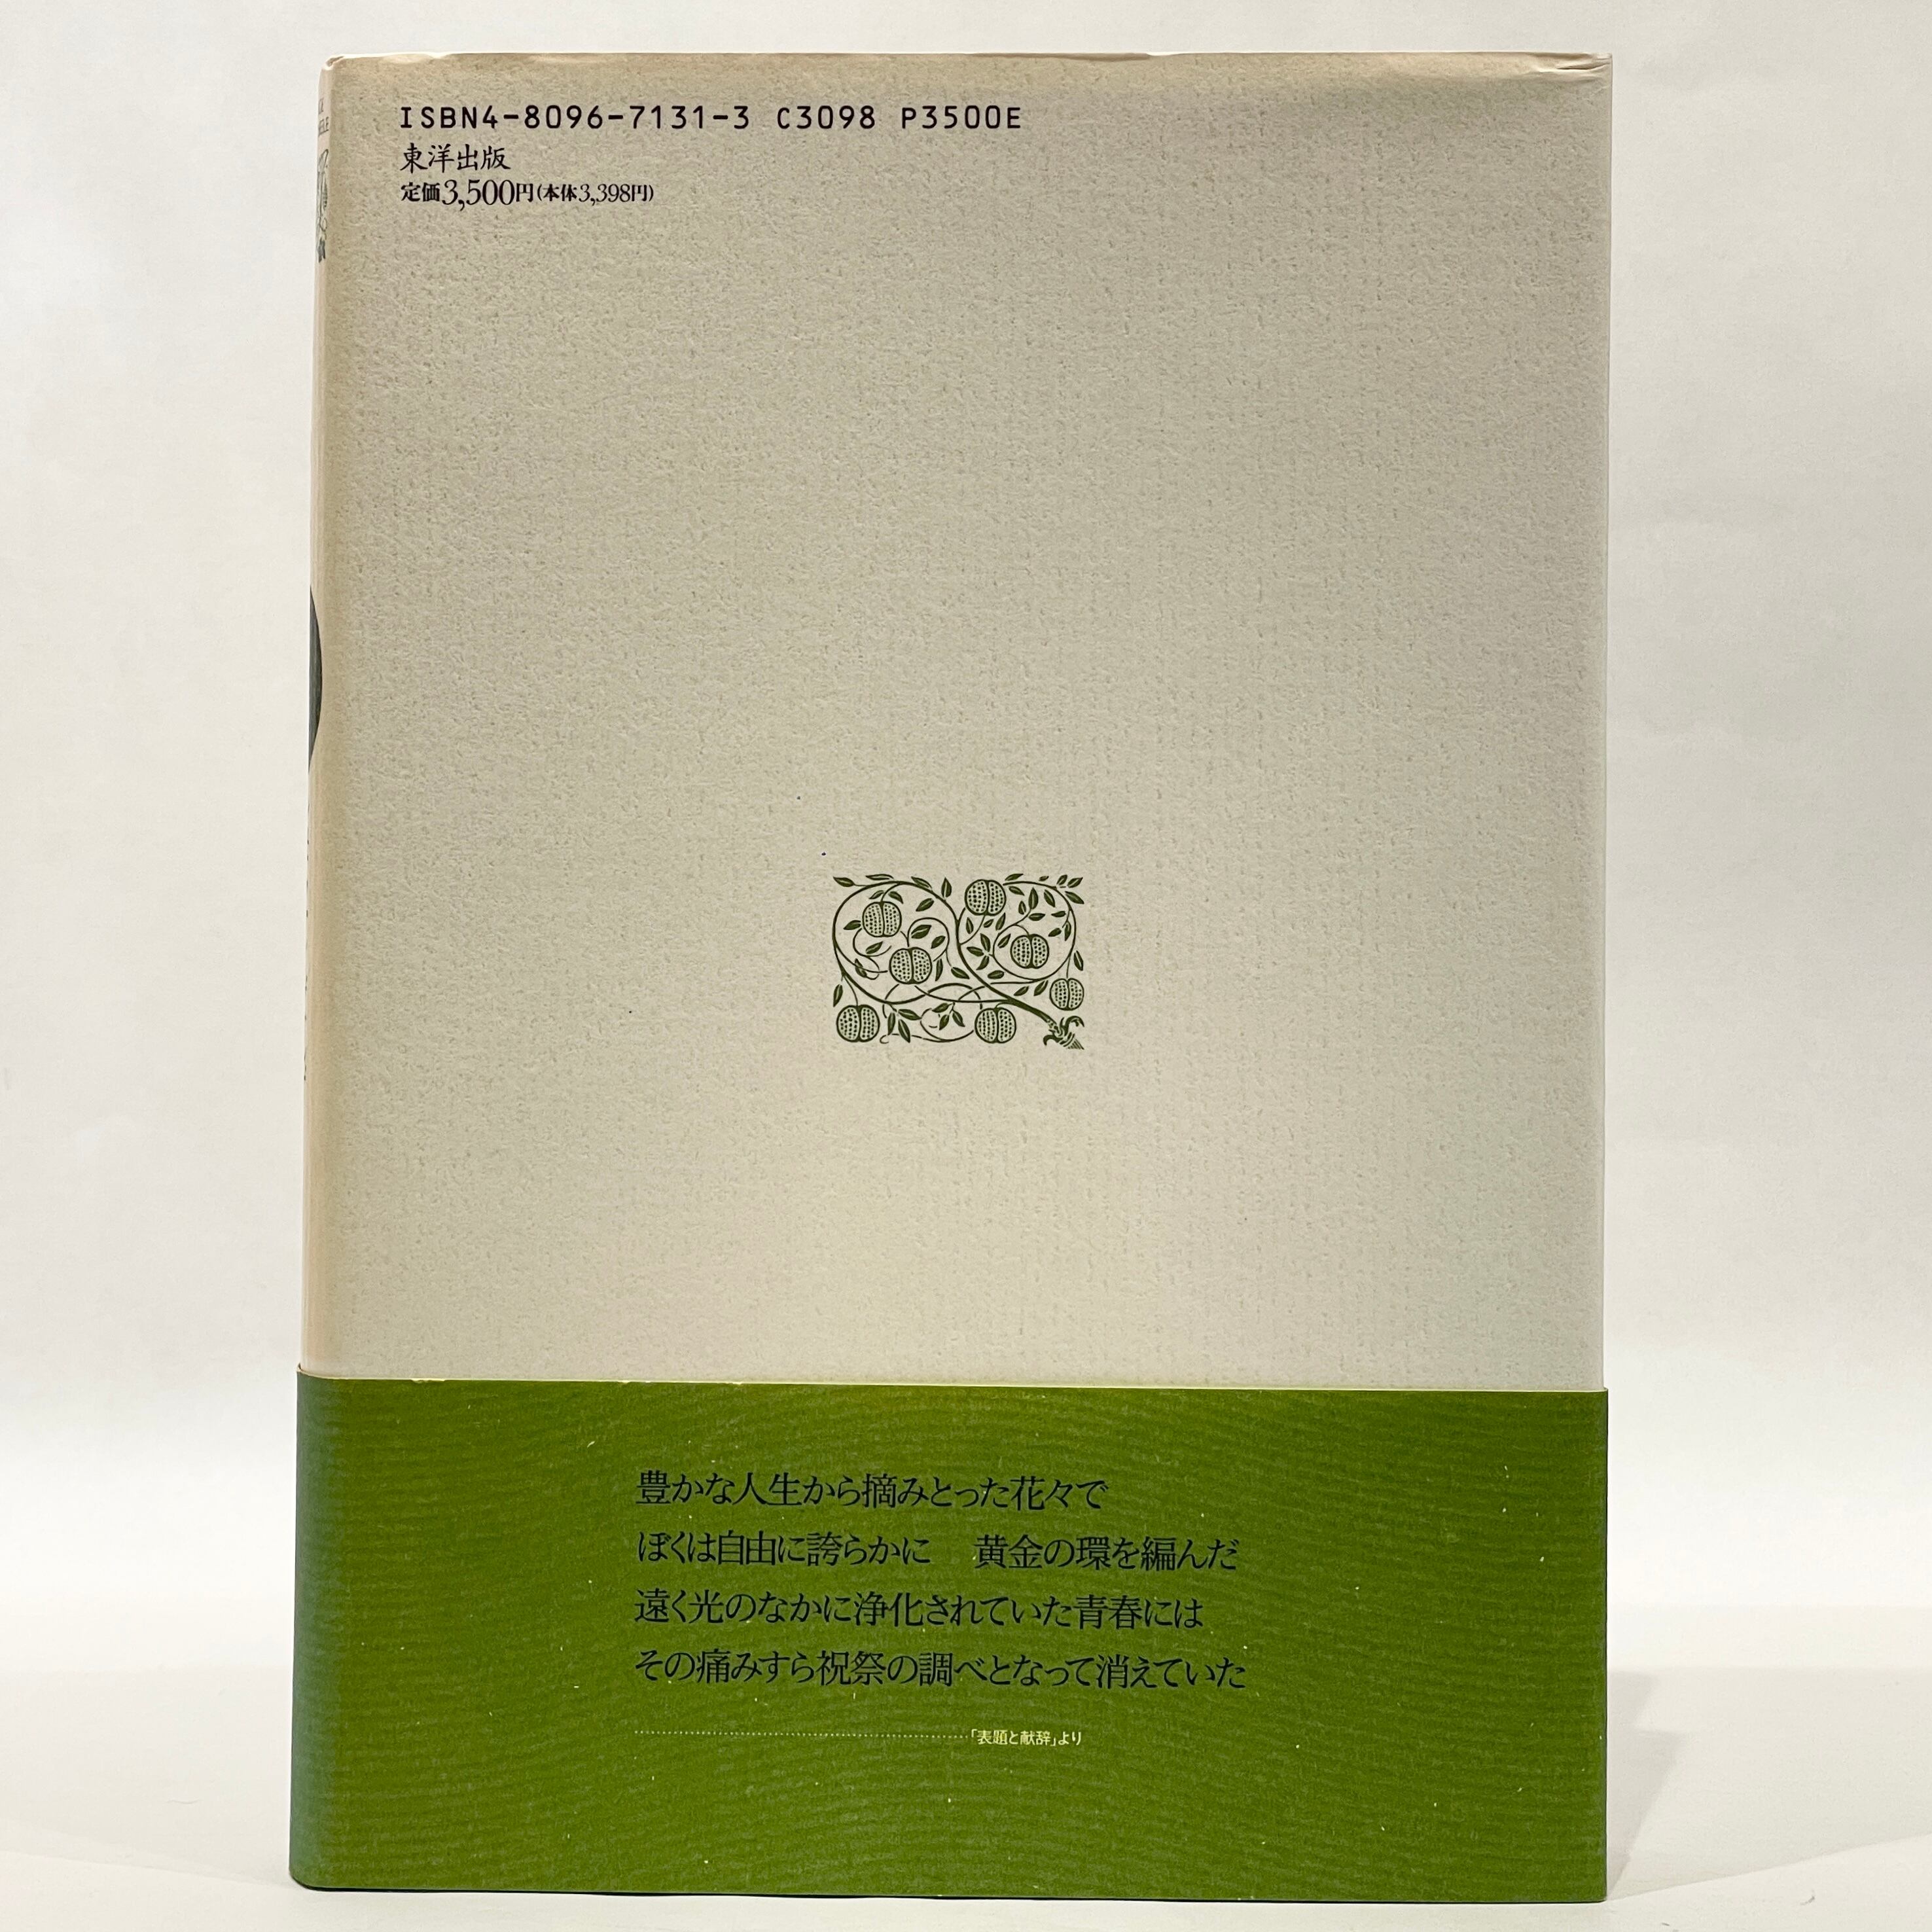 ISBN4-8096-7131-3 C3098 P3500E
東洋出版
定価3,500円(本体3,398円)
豊かな人生から摘みとった花々で
ぼくは自由に誇らかに　黄金の環を編んだ
遠く光のなかに浄化されていた青春には
その痛みすら祝祭の調べとなって消えていた
「表題と献辞」より